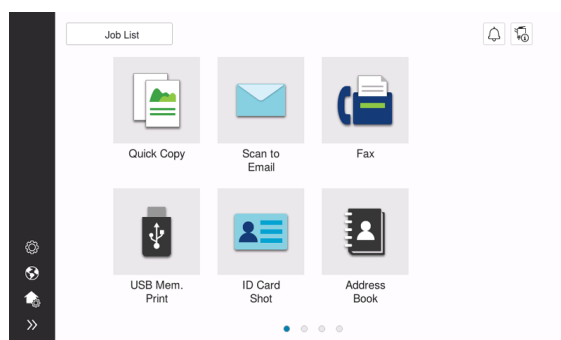 Job List
Quick Copy
Scan to
Email
Fax
USB Mem.
Print
ID Card
Shot
Address
Book